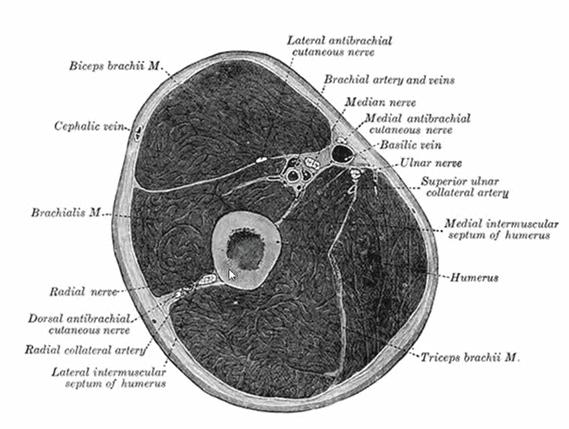 Lateral antibrachial
cutaneous nerve
Biceps brachii M.
Brachial artery and veins
Median nerve
Medial antibrachial
cutaneous nerve
Cephalic vein
Basilic vein
Ulnar nerve
Superior ulnar
collateral artery
Brachialis M.
Medial intermuscular
septum of humerus
Humerus
Radial nerve
Dorsal antibrachial
cutaneous nerve
Radial collateral artery
Lateral intermuscular
septum of humerus
Triceps brachii M.